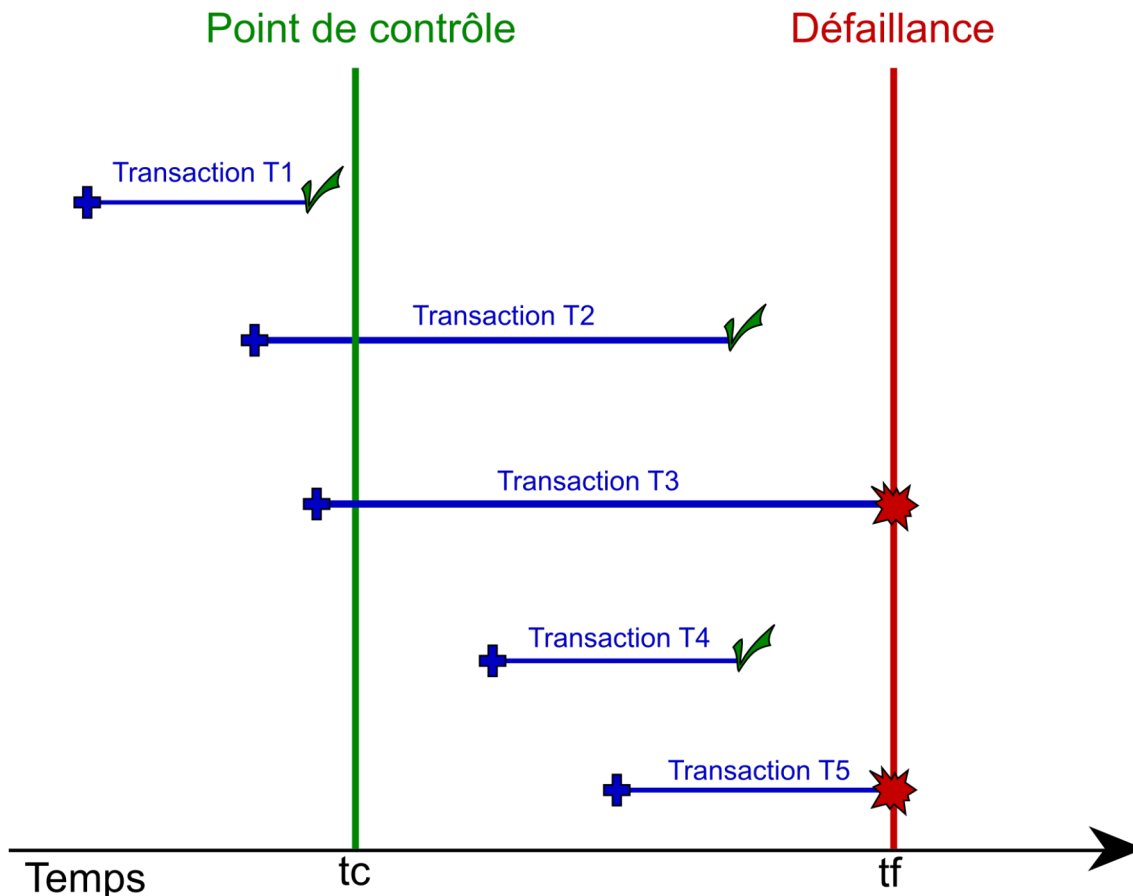 Point de contrôle
Défaillance
Transaction T1
Transaction T2
Transaction T3
Transaction T4
Transaction T5
Temps
tc
tf